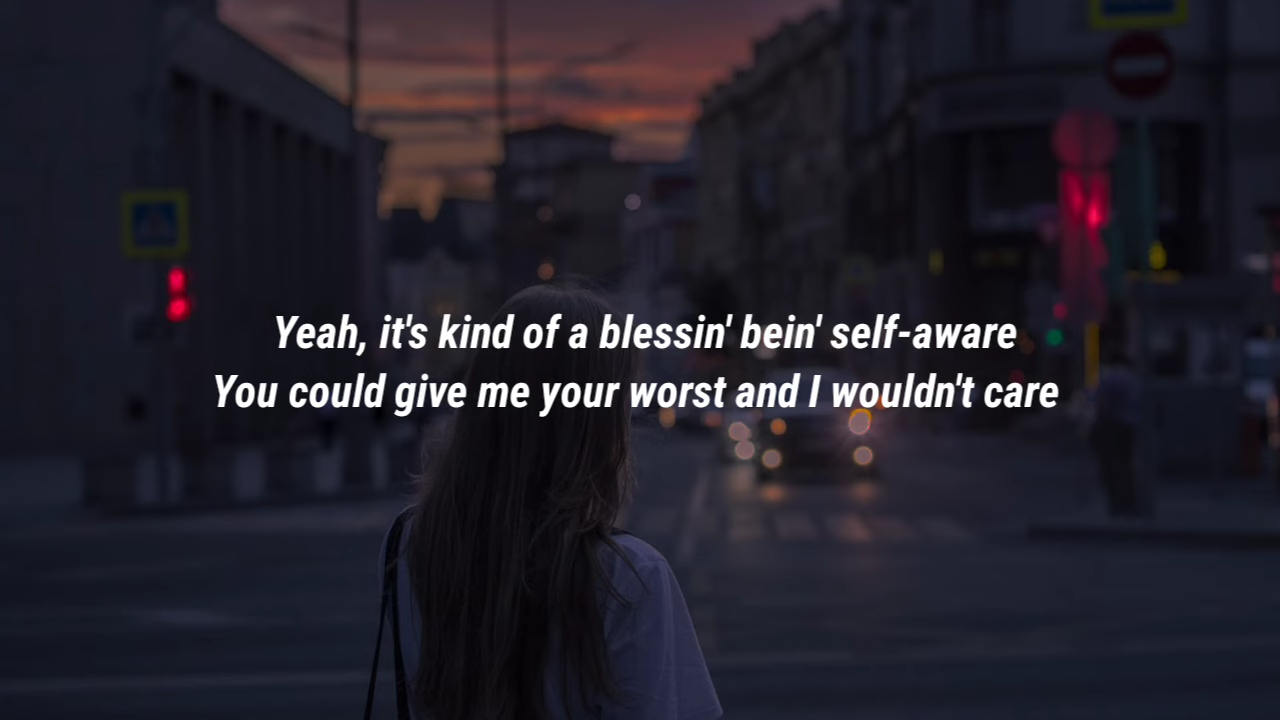 Yeah, it's kind of a blessin' bein' self-aware
You could give me your worst and I wouldn't care